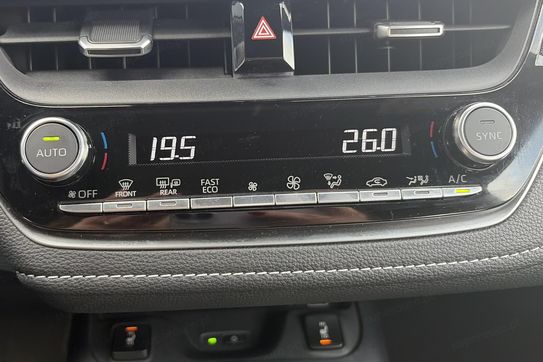 19.5 26.0
AUTO SYNC
OFF FRONT REAR FAST ECO A/C